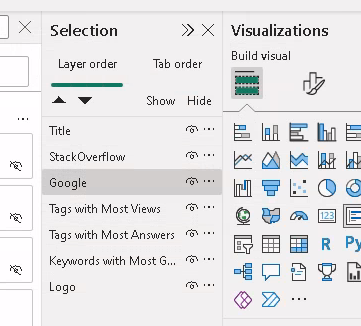 Selection
Layer order
Tab order
Show
Hide
Title
StackOverflow
Google
Tags with Most Views
Tags with Most Answers
Keywords with Most G...
Logo
Visualizations
Build visual
123
R
Py